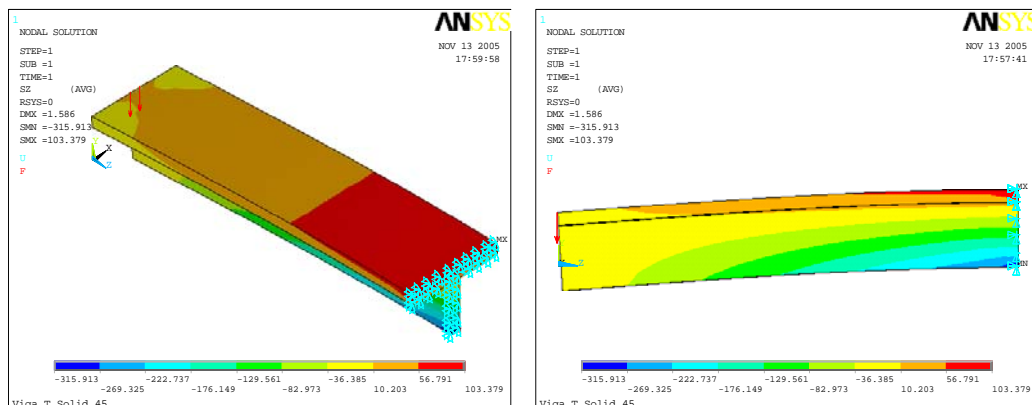 1
ANSYS
NODAL SOLUTION
NOV 13 2005
17:59:58
STEP=1
SUB =1
TIME=1
SZ (AVG)
RSYS=0
DMX =1.586
SMN =-315.913
SMX =103.379
U
F
Y
X
Z
MX
-315.913 -222.737 -129.561 -36.385 56.791
-269.325 -176.149 -82.973 10.203 103.379
Viga T Solid 45
1
ANSYS
NODAL SOLUTION
NOV 13 2005
17:57:41
STEP=1
SUB =1
TIME=1
SZ (AVG)
RSYS=0
DMX =1.586
SMN =-315.913
SMX =103.379
U
F
MX
Z
MN
-315.913 -222.737 -129.561 -36.385 56.791
-269.325 -176.149 -82.973 10.203 103.379
Viga T Solid 45